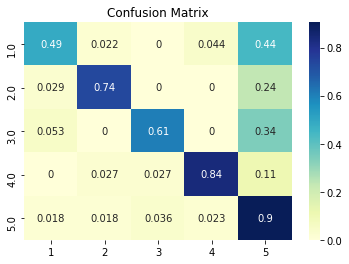 Confusion Matrix
1.0 0.49 0.022 0 0.044 0.44
2.0 0.029 0.74 0 0 0.24
3.0 0.053 0 0.61 0 0.34
4.0 0 0.027 0.027 0.84 0.11
5.0 0.018 0.018 0.036 0.023 0.9
1 2 3 4 5
0.8
0.6
0.4
0.2
0.0